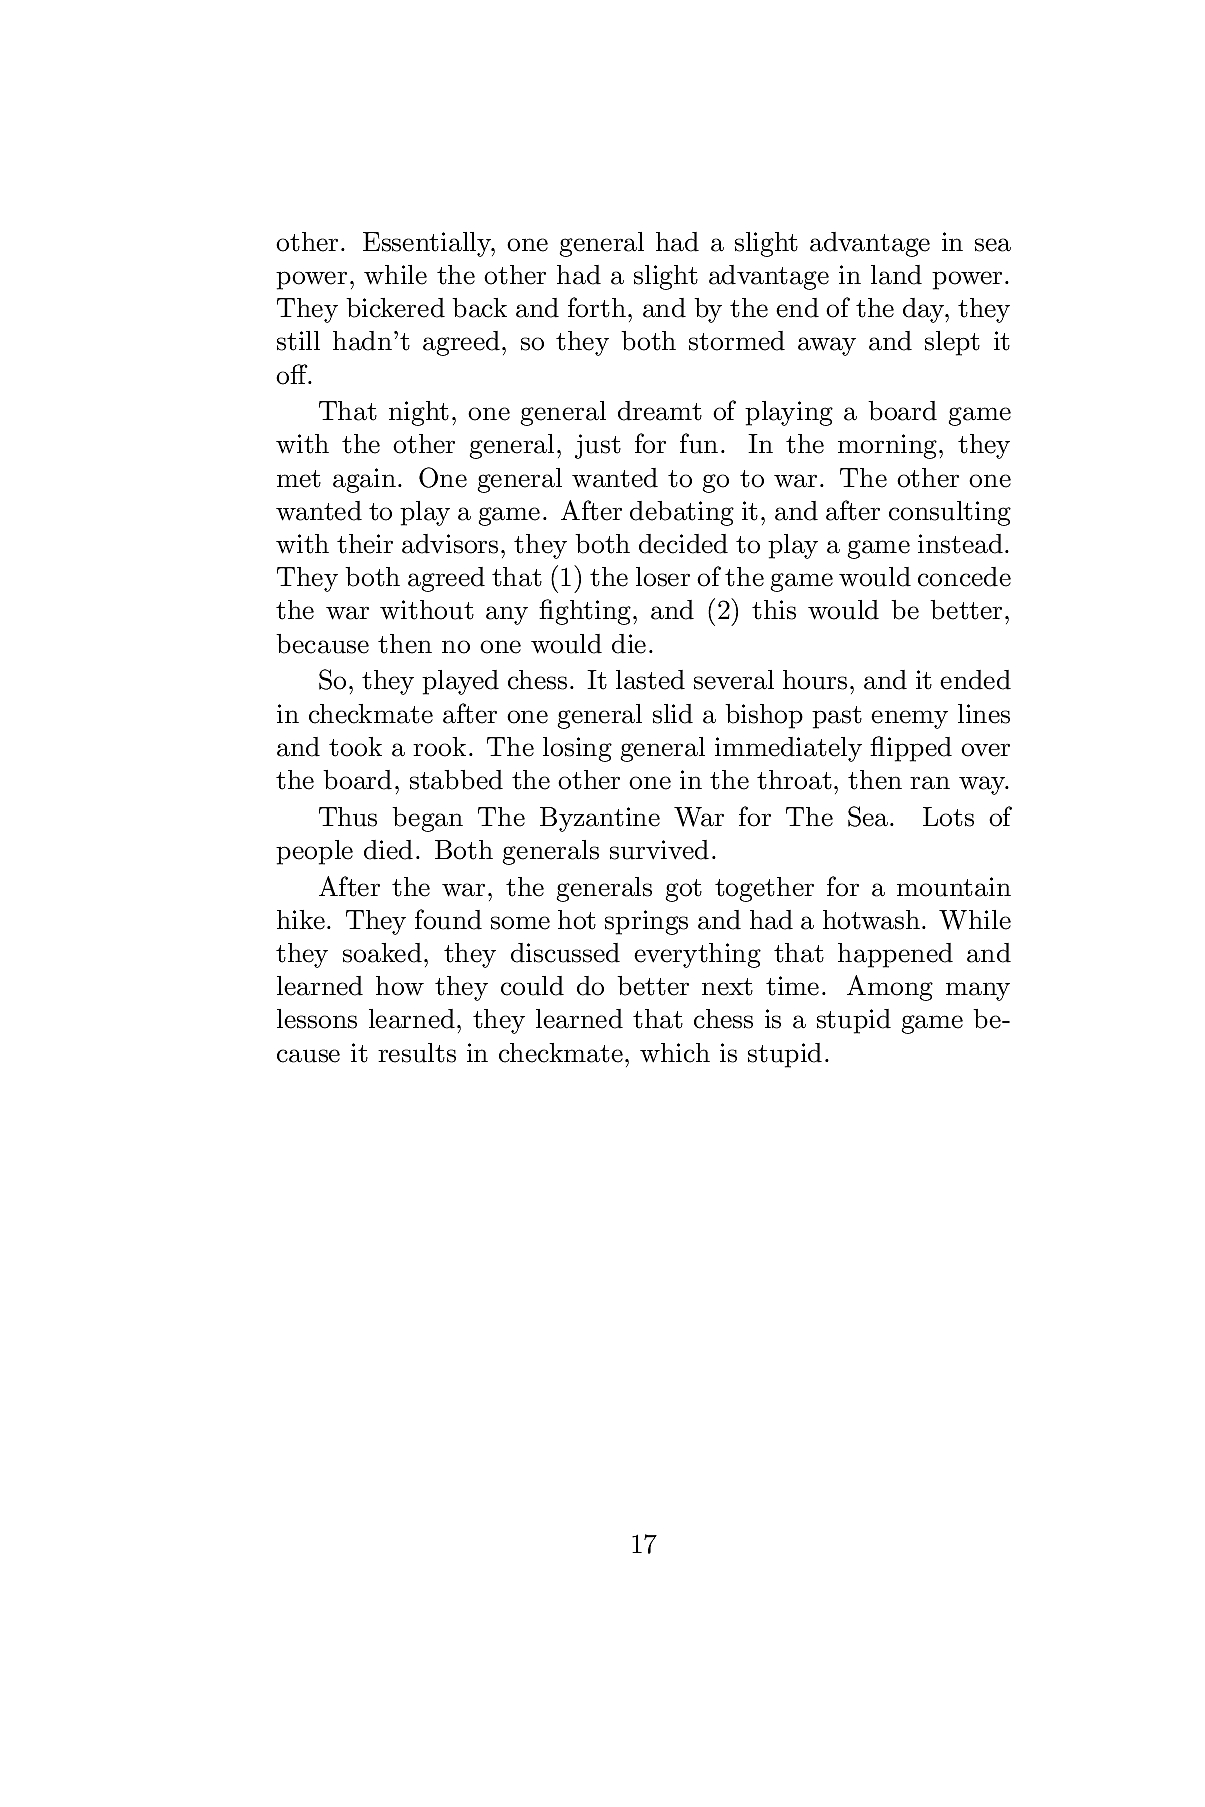 other. Essentially, one general had a slight advantage in sea
power, while the other had a slight advantage in land power.
They bickered back and forth, and by the end of the day, they
still hadn't agreed, so they both stormed away and slept it
off.
That night, one general dreamt of playing a board game
with the other general, just for fun. In the morning, they
met again. One general wanted to go to war. The other one
wanted to play a game. After debating it, and after consulting
with their advisors, they both decided to play a game instead.
They both agreed that (1) the loser of the game would concede
the war without any fighting, and (2) this would be better,
because then no one would die.
So, they played chess. It lasted several hours, and it ended
in checkmate after one general slid a bishop past enemy lines
and took a rook. The losing general immediately flipped over
the board, stabbed the other one in the throat, then ran way.
Thus began The Byzantine War for The Sea. Lots of
people died. Both generals survived.
After the war, the generals got together for a mountain
hike. They found some hot springs and had a hotwash. While
they soaked, they discussed everything that happened and
learned how they could do better next time. Among many
lessons learned, they learned that chess is a stupid game be-
cause it results in checkmate, which is stupid.
17